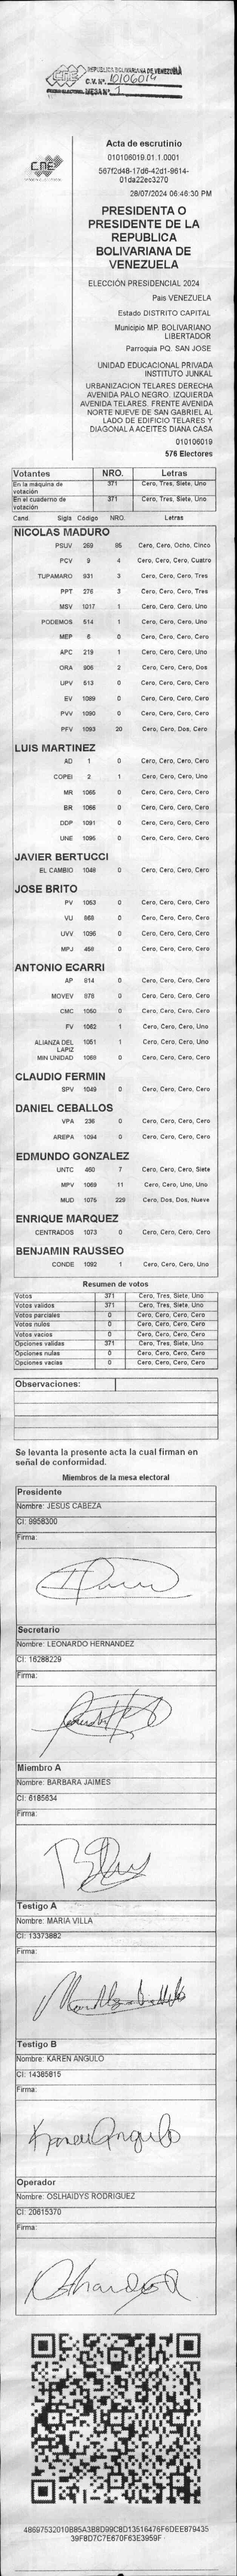 REPÚBLICA BOLIVARIANA DE VENEZUELA
C.V. Nº. 10106019
MESA Nº 1
CNE
Acta de escrutinio
010106019.01.1.0001
567f2d48-17d6-42d1-9614-
01da22ec3270
28/07/2024 06:46:30 PM
PRESIDENTA O
PRESIDENTE DE LA
REPUBLICA
BOLIVARIANA DE
VENEZUELA
ELECCIÓN PRESIDENCIAL 2024
Pais VENEZUELA
Estado DISTRITO CAPITAL
Municipio MP. BOLIVARIANO
LIBERTADOR
Parroquia PQ. SAN JOSE
UNIDAD EDUCACIONAL PRIVADA
INSTITUTO JUNKAL
URBANIZACION TELARES DERECHA
AVENIDA PALO NEGRO. IZQUIERDA
AVENIDA TELARES. FRENTE AVENIDA
NORTE NUEVE DE SAN GABRIEL AL
LADO DE EDIFICIO TELARES Y
DIAGONAL A ACEITES DIANA CASA
010106019
576 Electores
Votantes NRO. Letras
En la máquina de votación 371 Cero, Tres, Siete, Uno
En el cuaderno de votación 371 Cero, Tres, Siete, Uno
Cand. Sigla Código NRO. Letras
NICOLAS MADURO
PSUV 269 85 Cero, Cero, Ocho, Cinco
PCV 9 4 Cero, Cero, Cero, Cuatro
TUPAMARO 931 3 Cero, Cero, Cero, Tres
PPT 276 3 Cero, Cero, Cero, Tres
MSV 1017 1 Cero, Cero, Cero, Uno
PODEMOS 514 1 Cero, Cero, Cero, Uno
MEP 6 0 Cero, Cero, Cero, Cero
APC 219 1 Cero, Cero, Cero, Uno
ORA 906 2 Cero, Cero, Cero, Dos
UPV 513 0 Cero, Cero, Cero, Cero
EV 1089 0 Cero, Cero, Cero, Cero
PVV 1090 0 Cero, Cero, Cero, Cero
PFV 1093 20 Cero, Cero, Dos, Cero
LUIS MARTINEZ
AD 1 0 Cero, Cero, Cero, Cero
COPEI 2 1 Cero, Cero, Cero, Uno
MR 1065 0 Cero, Cero, Cero, Cero
BR 1066 0 Cero, Cero, Cero, Cero
DDP 1091 0 Cero, Cero, Cero, Cero
UNE 1095 0 Cero, Cero, Cero, Cero
JAVIER BERTUCCI
EL CAMBIO 1048 0 Cero, Cero, Cero, Cero
JOSE BRITO
PV 1053 0 Cero, Cero, Cero, Cero
VU 868 0 Cero, Cero, Cero, Cero
UVV 1096 0 Cero, Cero, Cero, Cero
MPJ 456 0 Cero, Cero, Cero, Cero
ANTONIO ECARRI
AP 814 0 Cero, Cero, Cero, Cero
MOVEV 878 0 Cero, Cero, Cero, Cero
CMC 1050 0 Cero, Cero, Cero, Cero
FV 1062 1 Cero, Cero, Cero, Uno
ALIANZA DEL LAPIZ 1051 1 Cero, Cero, Cero, Uno
MIN UNIDAD 1068 0 Cero, Cero, Cero, Cero
CLAUDIO FERMIN
SPV 1049 0 Cero, Cero, Cero, Cero
DANIEL CEBALLOS
VPA 236 0 Cero, Cero, Cero, Cero
AREPA 1094 0 Cero, Cero, Cero, Cero
EDMUNDO GONZALEZ
UNTC 460 7 Cero, Cero, Cero, Siete
MPV 1069 11 Cero, Cero, Uno, Uno
MUD 1075 229 Cero, Dos, Dos, Nueve
ENRIQUE MARQUEZ
CENTRADOS 1073 0 Cero, Cero, Cero, Cero
BENJAMIN RAUSSEO
CONDE 1092 1 Cero, Cero, Cero, Uno
Resumen de votos
Votos 371 Cero, Tres, Siete, Uno
Votos validos 371 Cero, Tres, Siete, Uno
Votos parciales 0 Cero, Cero, Cero, Cero
Votos nulos 0 Cero, Cero, Cero, Cero
Votos vacios 0 Cero, Cero, Cero, Cero
Opciones validas 371 Cero, Tres, Siete, Uno
Opciones nulas 0 Cero, Cero, Cero, Cero
Opciones vacias 0 Cero, Cero, Cero, Cero
Observaciones:
Se levanta la presente acta la cual firman en
señal de conformidad.
Miembros de la mesa electoral
Presidente
Nombre: JESUS CABEZA
CI: 9958300
Firma:
Secretario
Nombre: LEONARDO HERNANDEZ
CI: 16288229
Firma:
Miembro A
Nombre: BARBARA JAIMES
CI: 6185634
Firma:
Testigo A
Nombre: MARIA VILLA
CI: 13373882
Firma:
Testigo B
Nombre: KAREN ANGULO
CI: 14385815
Firma:
Karen Angulo
Operador
Nombre: OSLHAIDYS RODRIGUEZ
CI: 20615370
Firma:
48697532010B85A3B8D99C8D13516476F6DEE879435
39F8D7C7E670F63E3959F